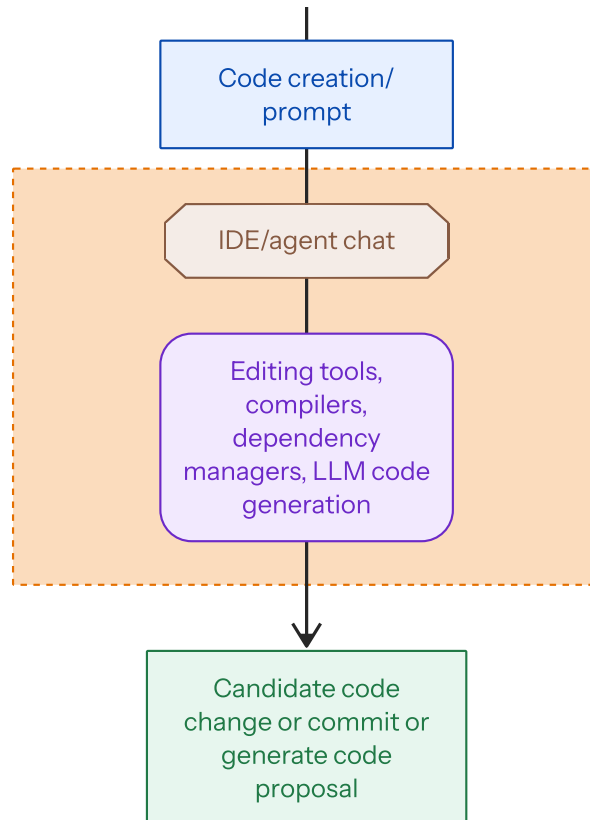 Code creation/
prompt
IDE/agent chat
Editing tools,
compilers,
dependency
managers, LLM code
generation
Candidate code
change or commit or
generate code
proposal